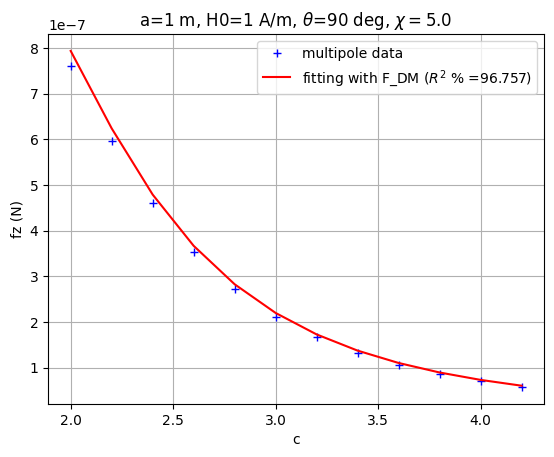 a=1 m, H0=1 A/m, θ=90 deg, χ = 5.0
1e−7
multipole data
fitting with F_DM (R² % =96.757)
8
7
6
5
4
3
2
1
fz (N)
2.0 2.5 3.0 3.5 4.0
c